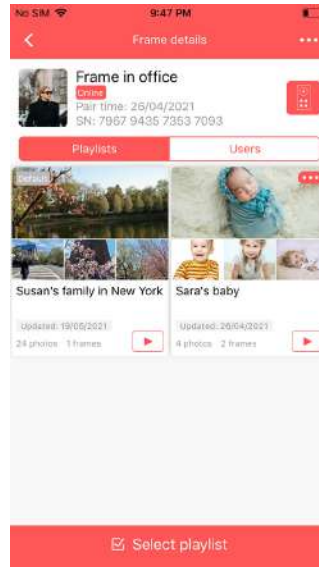 No SIM 9:47 PM
Frame details
Frame in office
Online
Pair time: 26/04/2021
SN: 7967 9435 7353 7093
Playlists Users
Default
Susan's family in New York
Sara's baby
Updated: 19/05/2021
Updated: 26/04/2021
24 photos 1 frames
4 photos 2 frames
Select playlist